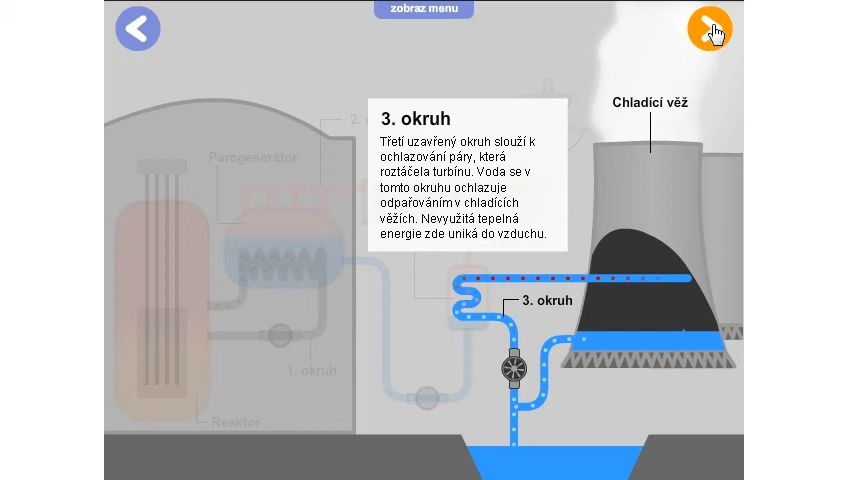 zobraz menu
Chladící věž
2.
3. okruh
Třetí uzavřený okruh slouží k
ochlazování páry, která
roztáčela turbínu. Voda se v
tomto okruhu ochlazuje
odpařováním v chladících
věžích. Nevyužitá tepelná
energie zde uniká do vzduchu.
Parogenerátor
3. okruh
1. okruh
Reaktor